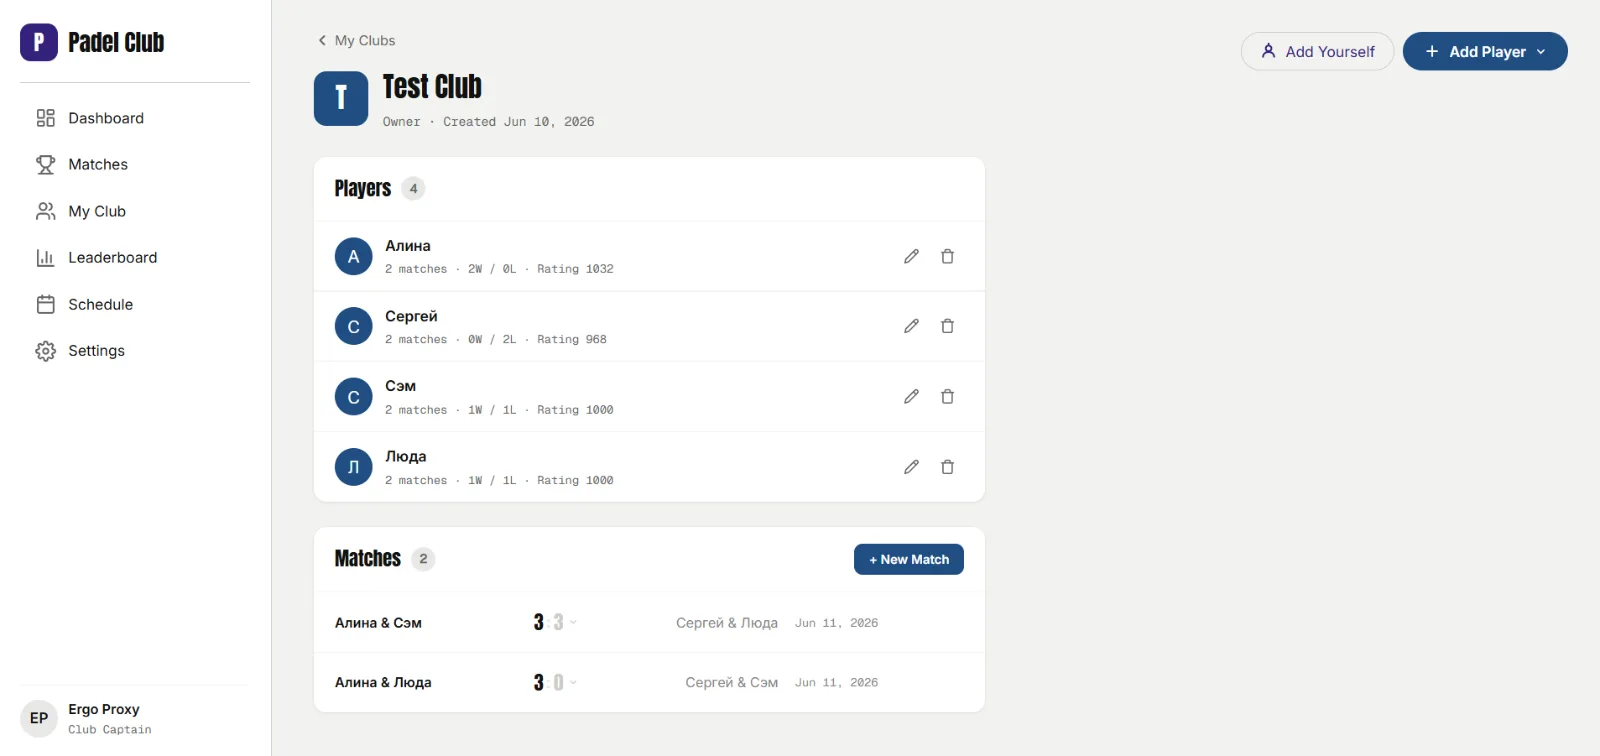 P Padel Club
Dashboard
Matches
My Club
Leaderboard
Schedule
Settings
EP
Ergo Proxy
Club Captain
My Clubs
T
Test Club
Owner · Created Jun 10, 2026
Add Yourself
+ Add Player
Players 4
А
Алина
2 matches · 2W / 0L · Rating 1032
С
Сергей
2 matches · 0W / 2L · Rating 968
С
Сэм
2 matches · 1W / 1L · Rating 1000
Л
Люда
2 matches · 1W / 1L · Rating 1000
Matches 2
+ New Match
Алина & Сэм 3:3 Сергей & Люда Jun 11, 2026
Алина & Люда 3:0 Сергей & Сэм Jun 11, 2026